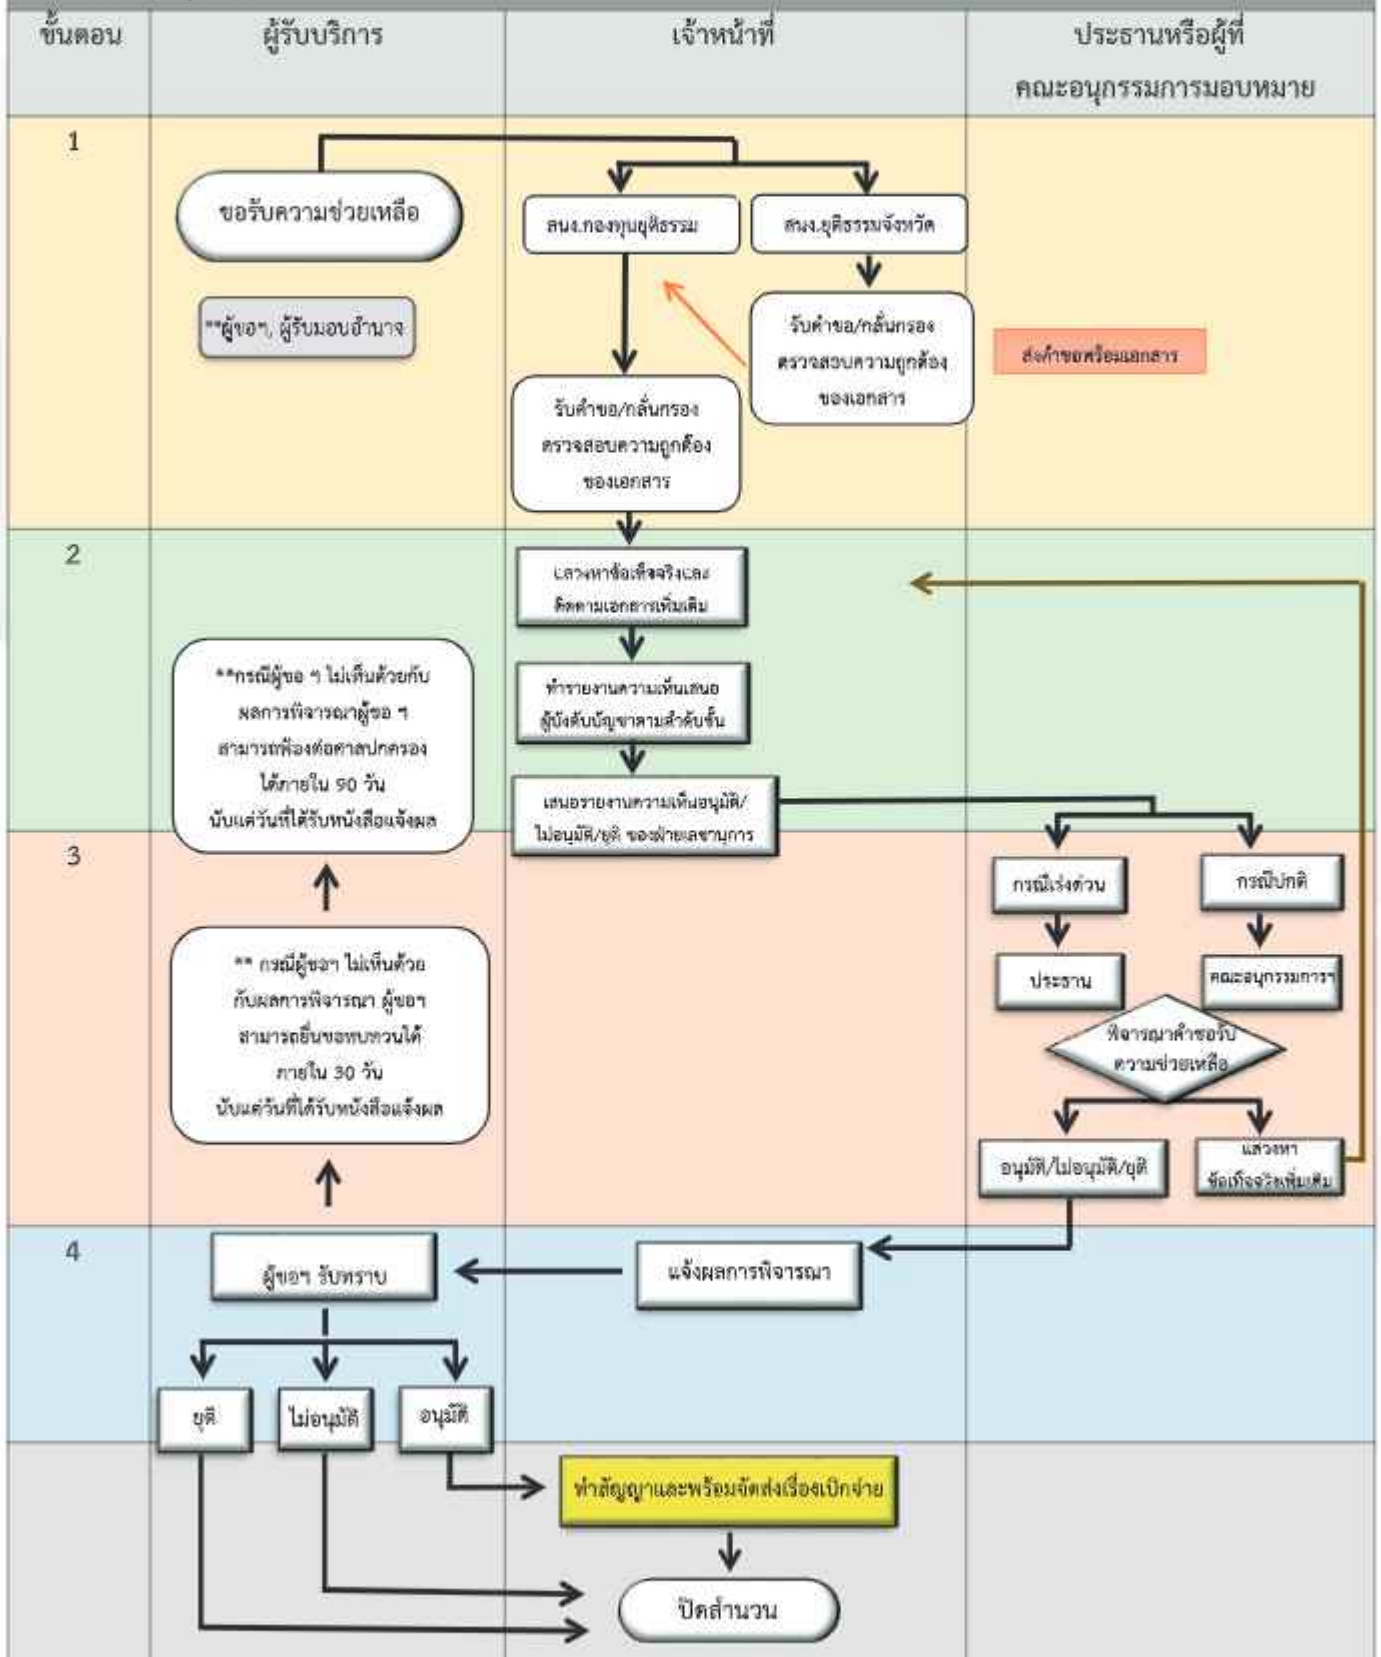 ขั้นตอน
ผู้รับบริการ
เจ้าหน้าที่
ประธานหรือผู้ที่
คณะอนุกรรมการมอบหมาย
1
ขอรับความช่วยเหลือ
**ผู้ขอฯ, ผู้รับมอบอำนาจ
สนง.กองทุนยุติธรรม
สนง.ยุติธรรมจังหวัด
รับคำขอ/กลั่นกรอง
ตรวจสอบความถูกต้อง
ของเอกสาร
ส่งคำขอพร้อมเอกสาร
รับคำขอ/กลั่นกรอง
ตรวจสอบความถูกต้อง
ของเอกสาร
2
แสวงหาข้อเท็จจริงและ
ติดตามเอกสารเพิ่มเติม
ทำรายงานความเห็นเสนอ
ผู้บังคับบัญชาตามลำดับชั้น
เสนอรายงานความเห็นอนุมัติ/
ไม่อนุมัติ/ยุติ ของฝ่ายเลขานุการ
**กรณีผู้ขอ ฯ ไม่เห็นด้วยกับ
ผลการพิจารณาผู้ขอ ฯ
สามารถฟ้องต่อศาลปกครอง
ได้ภายใน 90 วัน
นับแต่วันที่ได้รับหนังสือแจ้งผล
3
** กรณีผู้ขอฯ ไม่เห็นด้วย
กับผลการพิจารณา ผู้ขอฯ
สามารถยื่นขอทบทวนได้
ภายใน 30 วัน
นับแต่วันที่ได้รับหนังสือแจ้งผล
กรณีเร่งด่วน
กรณีปกติ
ประธาน
คณะอนุกรรมการฯ
พิจารณาคำขอรับ
ความช่วยเหลือ
อนุมัติ/ไม่อนุมัติ/ยุติ
แสวงหา
ข้อเท็จจริงเพิ่มเติม
4
ผู้ขอฯ รับทราบ
แจ้งผลการพิจารณา
ยุติ
ไม่อนุมัติ
อนุมัติ
ทำสัญญาและพร้อมจัดส่งเรื่องเบิกจ่าย
ปิดสำนวน